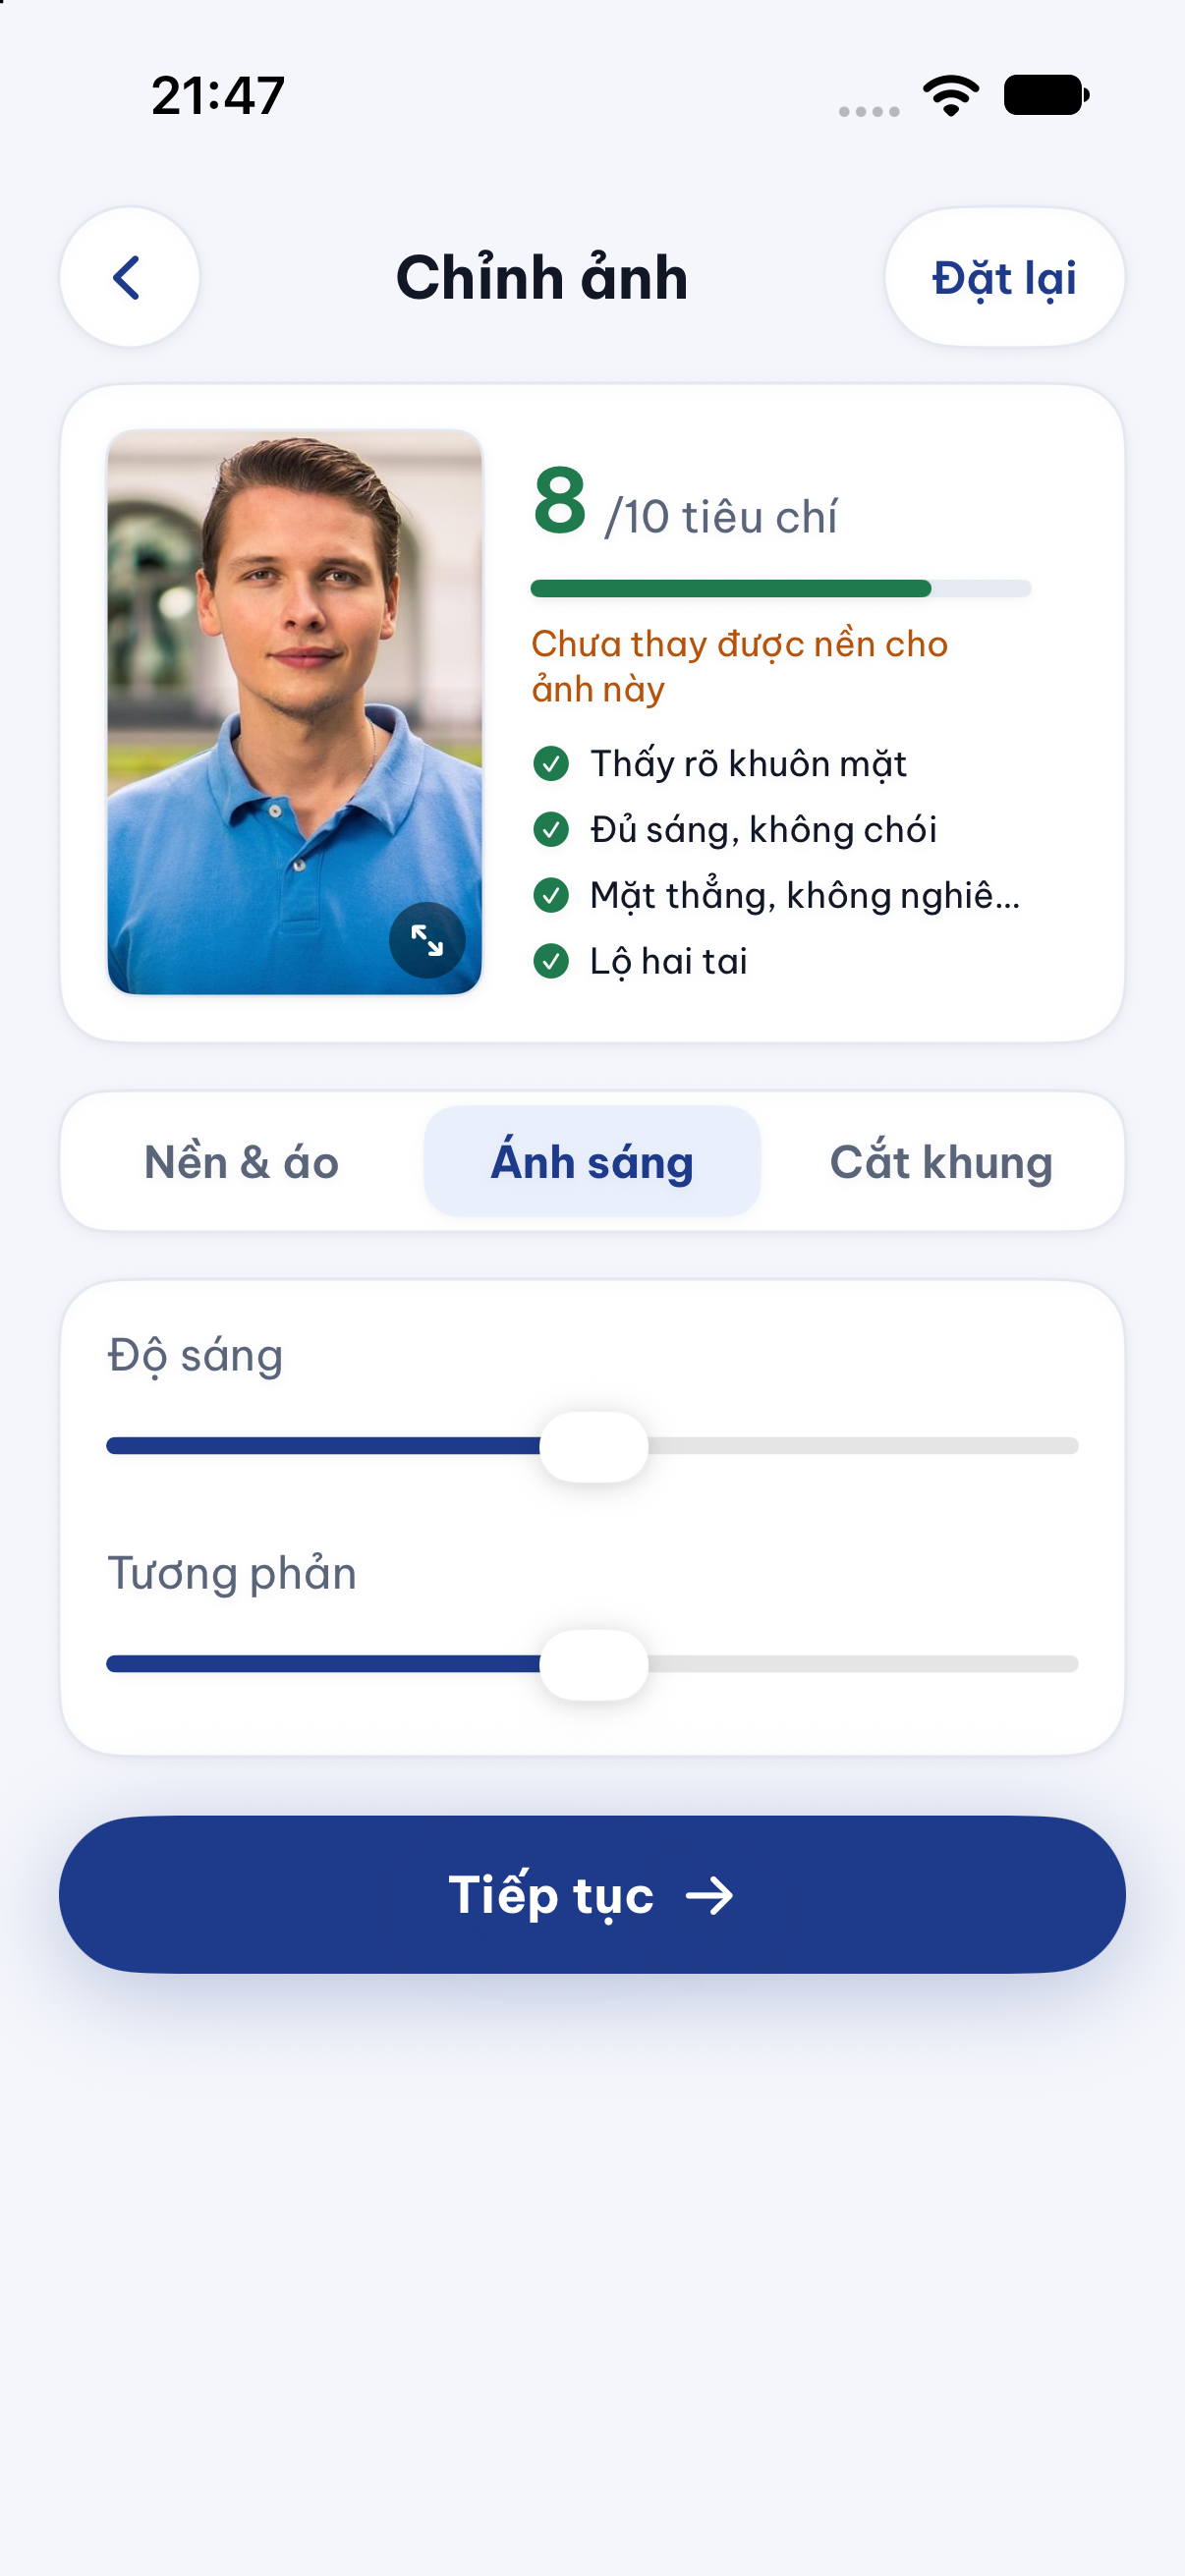 21:47
Chỉnh ảnh
Đặt lại
8 /10 tiêu chí
Chưa thay được nền cho
ảnh này
Thấy rõ khuôn mặt
Đủ sáng, không chói
Mặt thẳng, không nghiê...
Lộ hai tai
Nền & áo
Ánh sáng
Cắt khung
Độ sáng
Tương phản
Tiếp tục